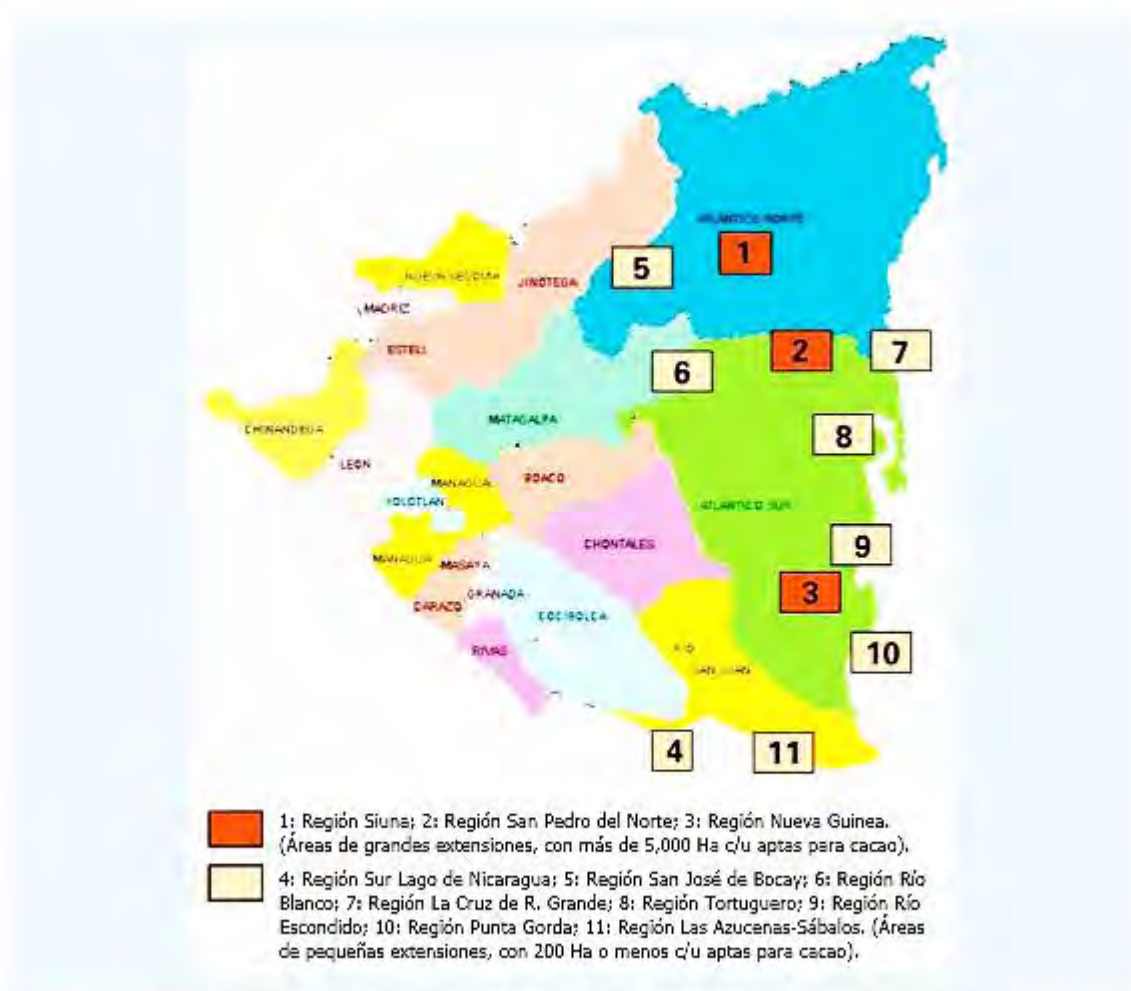 ATLANTICO NORTE
1
5
NUEVA SEGOVIA
JINOTEGA
MADRIZ
ESTELI
2
7
6
MATAGALPA
CHINANDEGA
8
LEON
BOACO
MANAGUA
XOLOTLAN
ATLANTICO SUR
CHONTALES
9
MANAGUA
MASAYA
GRANADA
3
CARAZO
COCIBOLCA
RIVAS
RIO
SAN JUAN
10
4
11
1: Región Siuna; 2: Región San Pedro del Norte; 3: Región Nueva Guinea.
(Áreas de grandes extensiones, con más de 5,000 Ha c/u aptas para cacao).
4: Región Sur Lago de Nicaragua; 5: Región San José de Bocay; 6: Región Río
Blanco; 7: Región La Cruz de R. Grande; 8: Región Tortuguero; 9: Región Río
Escondido; 10: Región Punta Gorda; 11: Región Las Azucenas-Sábalos. (Áreas
de pequeñas extensiones, con 200 Ha o menos c/u aptas para cacao).